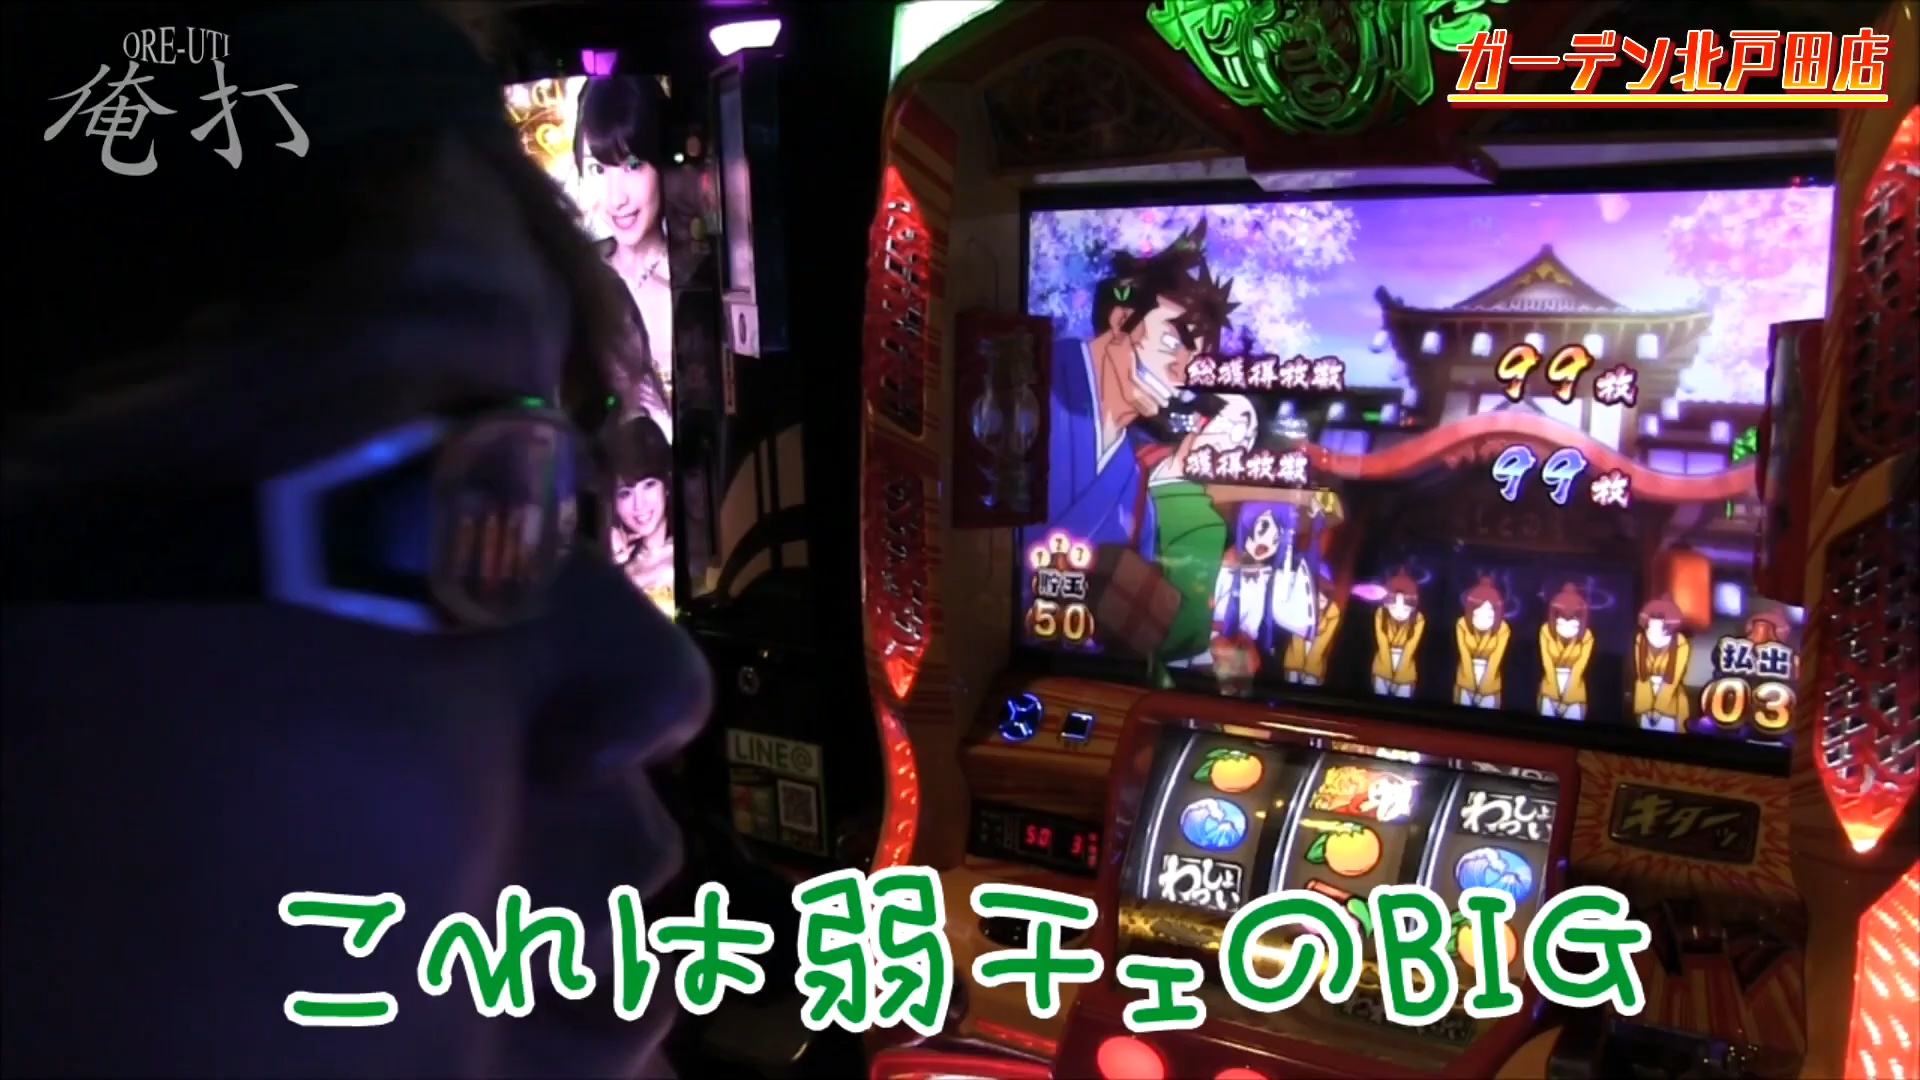 ORE-UTI
俺打
ガーデン北戸田店
総獲得枚数
99枚
獲得枚数
99枚
貯玉
50
払出
03
LINE@
50 3
わっしょい
わっしょい
キターッ
これは弱チェのBIG